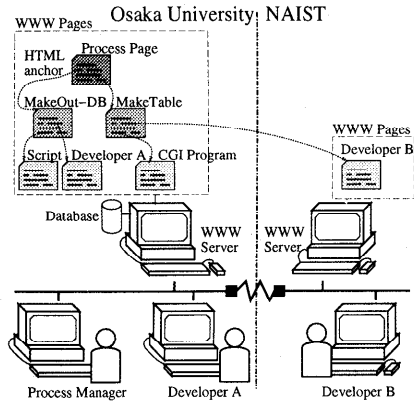 Osaka University NAIST
WWW Pages
Process Page
HTML
anchor
MakeOut-DB MakeTable
Script Developer A CGI Program
WWW Pages
Developer B
Database
WWW
Server
WWW
Server
Process Manager Developer A Developer B